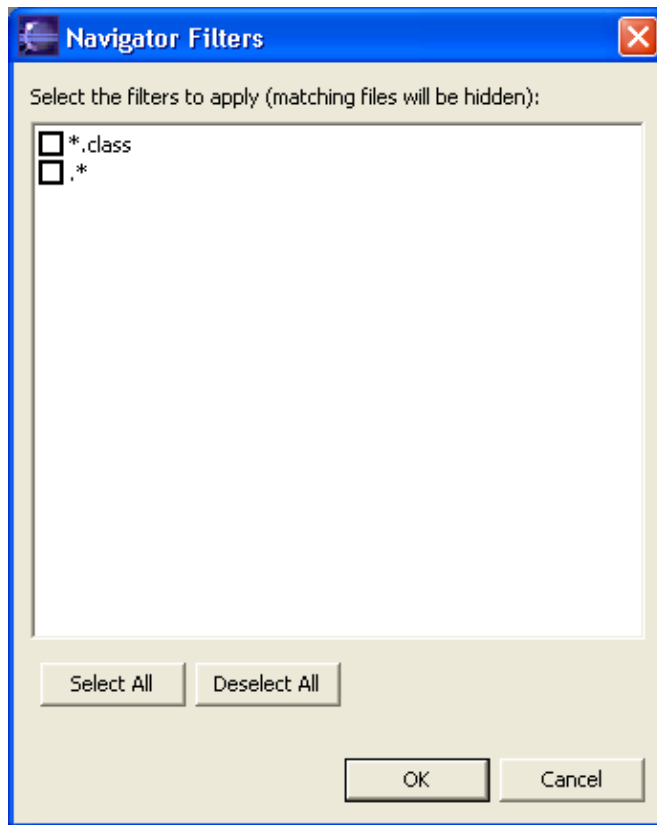 Navigator Filters
Select the filters to apply (matching files will be hidden):
*.class
.*
Select All Deselect All
OK Cancel